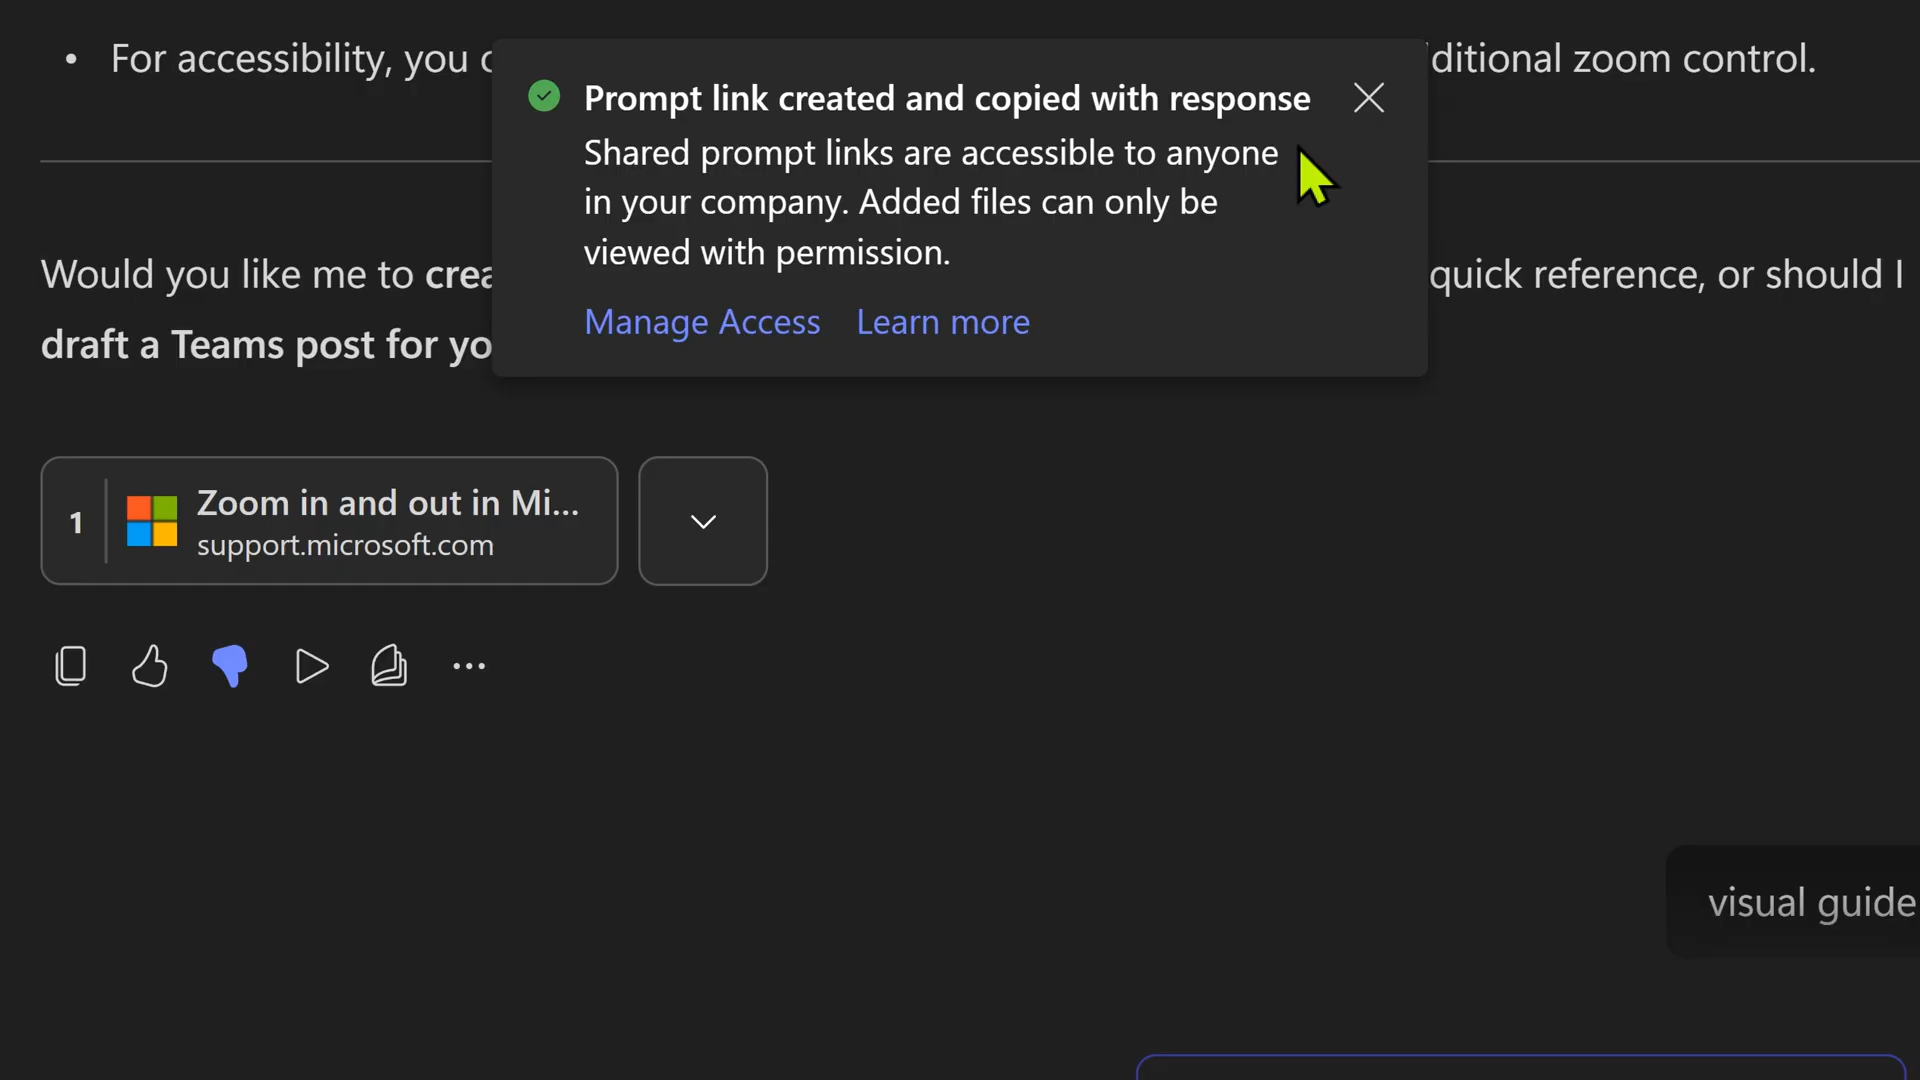 • For accessibility, you
ditional zoom control.
Prompt link created and copied with response
Shared prompt links are accessible to anyone
in your company. Added files can only be
viewed with permission.
Manage Access Learn more
Would you like me to crea
quick reference, or should I
draft a Teams post for yo
1 Zoom in and out in Mi...
support.microsoft.com
visual guide